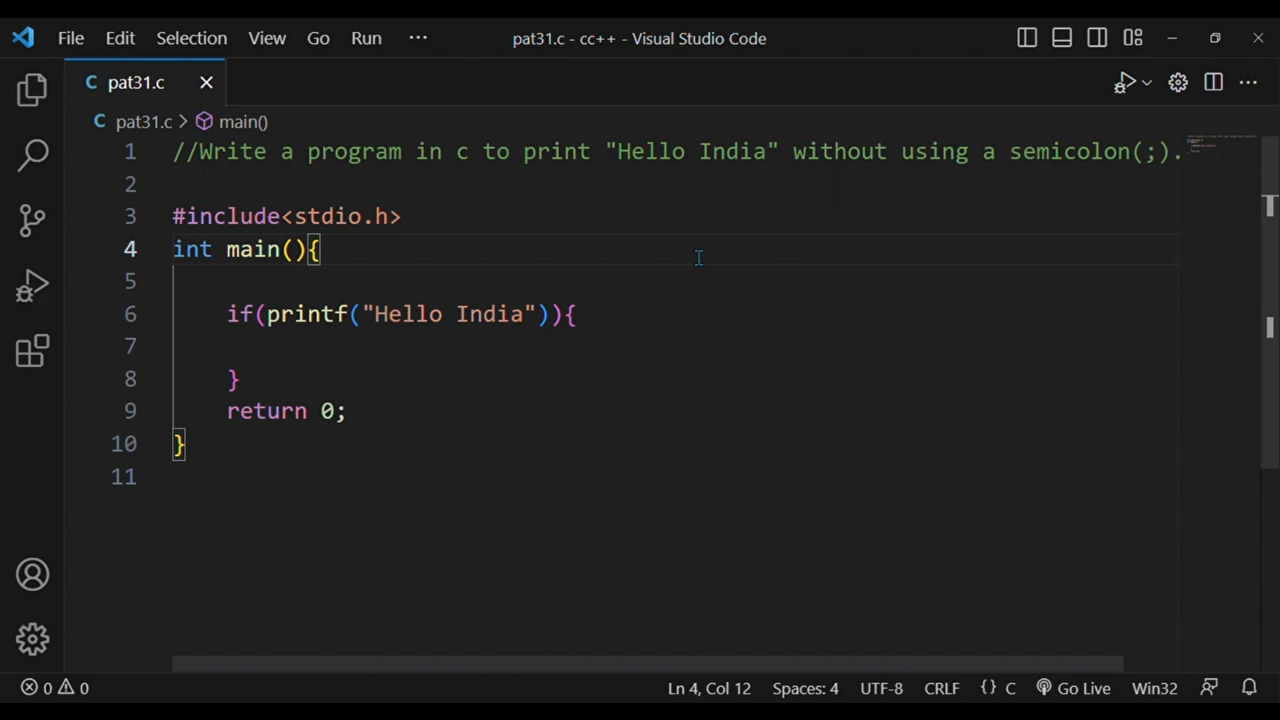 File Edit Selection View Go Run ··· pat31.c - cc++ - Visual Studio Code
C pat31.c
C pat31.c > main()
1 //Write a program in c to print "Hello India" without using a semicolon(;).
2
3 #include<stdio.h>
4 int main(){
5
6     if(printf("Hello India")){
7
8     }
9     return 0;
10 }
11
0 0 Ln 4, Col 12 Spaces: 4 UTF-8 CRLF {} C Go Live Win32